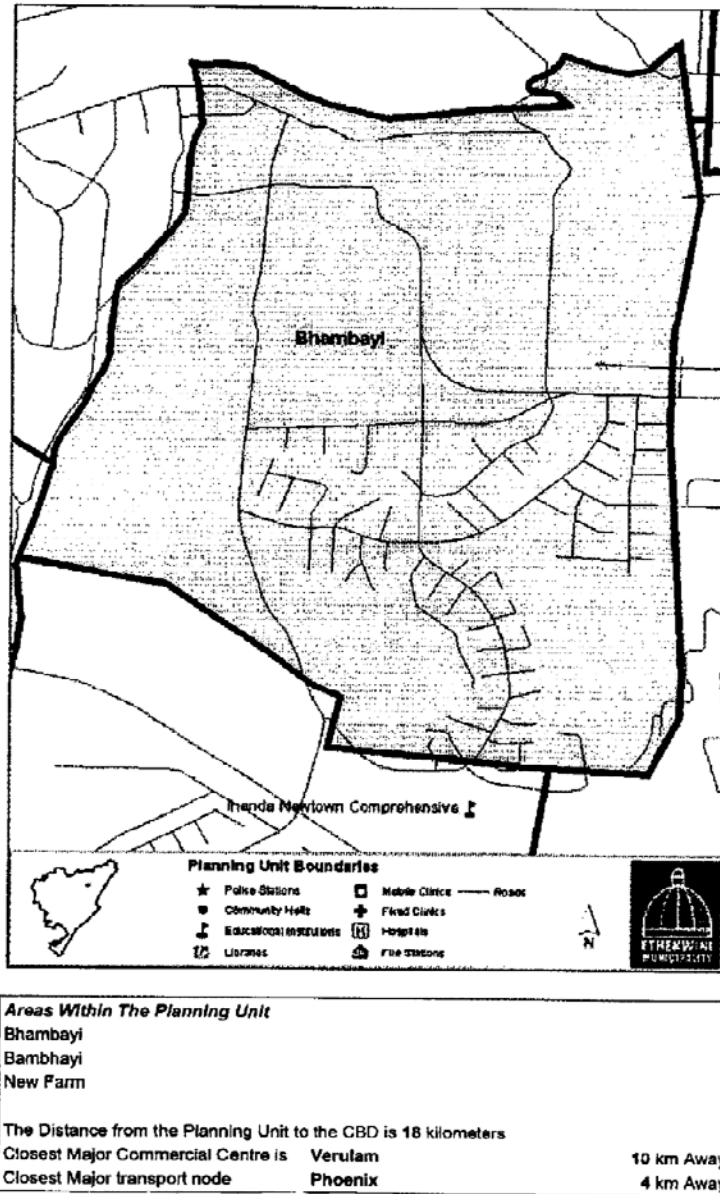 Bhambayi
Inanda Newtown Comprehensive
Planning Unit Boundaries
Police Stations
Mobile Clinics
Roads
Community Halls
Fixed Clinics
Educational Institutions
H
Hospitals
Libraries
Fire Stations
N
ETHEKWINI
MUNICIPALITY
Areas Within The Planning Unit
Bhambayi
Bambhayi
New Farm
The Distance from the Planning Unit to the CBD is 18 kilometers
Closest Major Commercial Centre is Verulam 10 km Away
Closest Major transport node Phoenix 4 km Away